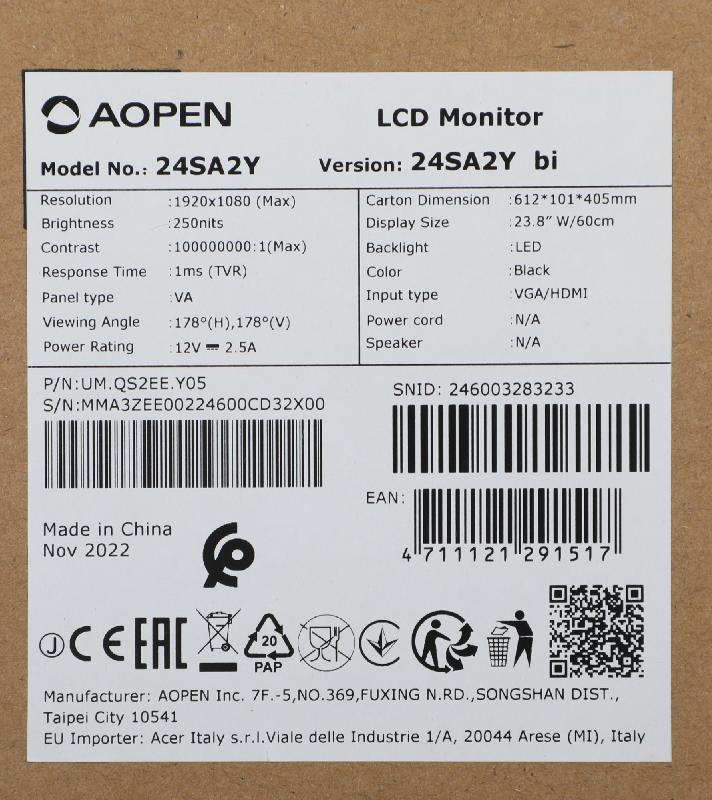 AOPEN
LCD Monitor
Model No.: 24SA2Y
Version: 24SA2Y bi
Resolution :1920x1080 (Max)
Brightness :250nits
Contrast :100000000:1(Max)
Response Time :1ms (TVR)
Panel type :VA
Viewing Angle :178°(H),178°(V)
Power Rating :12V ⎓ 2.5A
Carton Dimension :612*101*405mm
Display Size :23.8" W/60cm
Backlight :LED
Color :Black
Input type :VGA/HDMI
Power cord :N/A
Speaker :N/A
P/N:UM.QS2EE.Y05
S/N:MMA3ZEE00224600CD32X00
SNID: 246003283233
EAN:
4 711121 291517
Made in China
Nov 2022
J CE EAC
20
PAP
Manufacturer: AOPEN Inc. 7F.-5,NO.369,FUXING N.RD.,SONGSHAN DIST.,
Taipei City 10541
EU Importer: Acer Italy s.r.l.Viale delle Industrie 1/A, 20044 Arese (MI), Italy